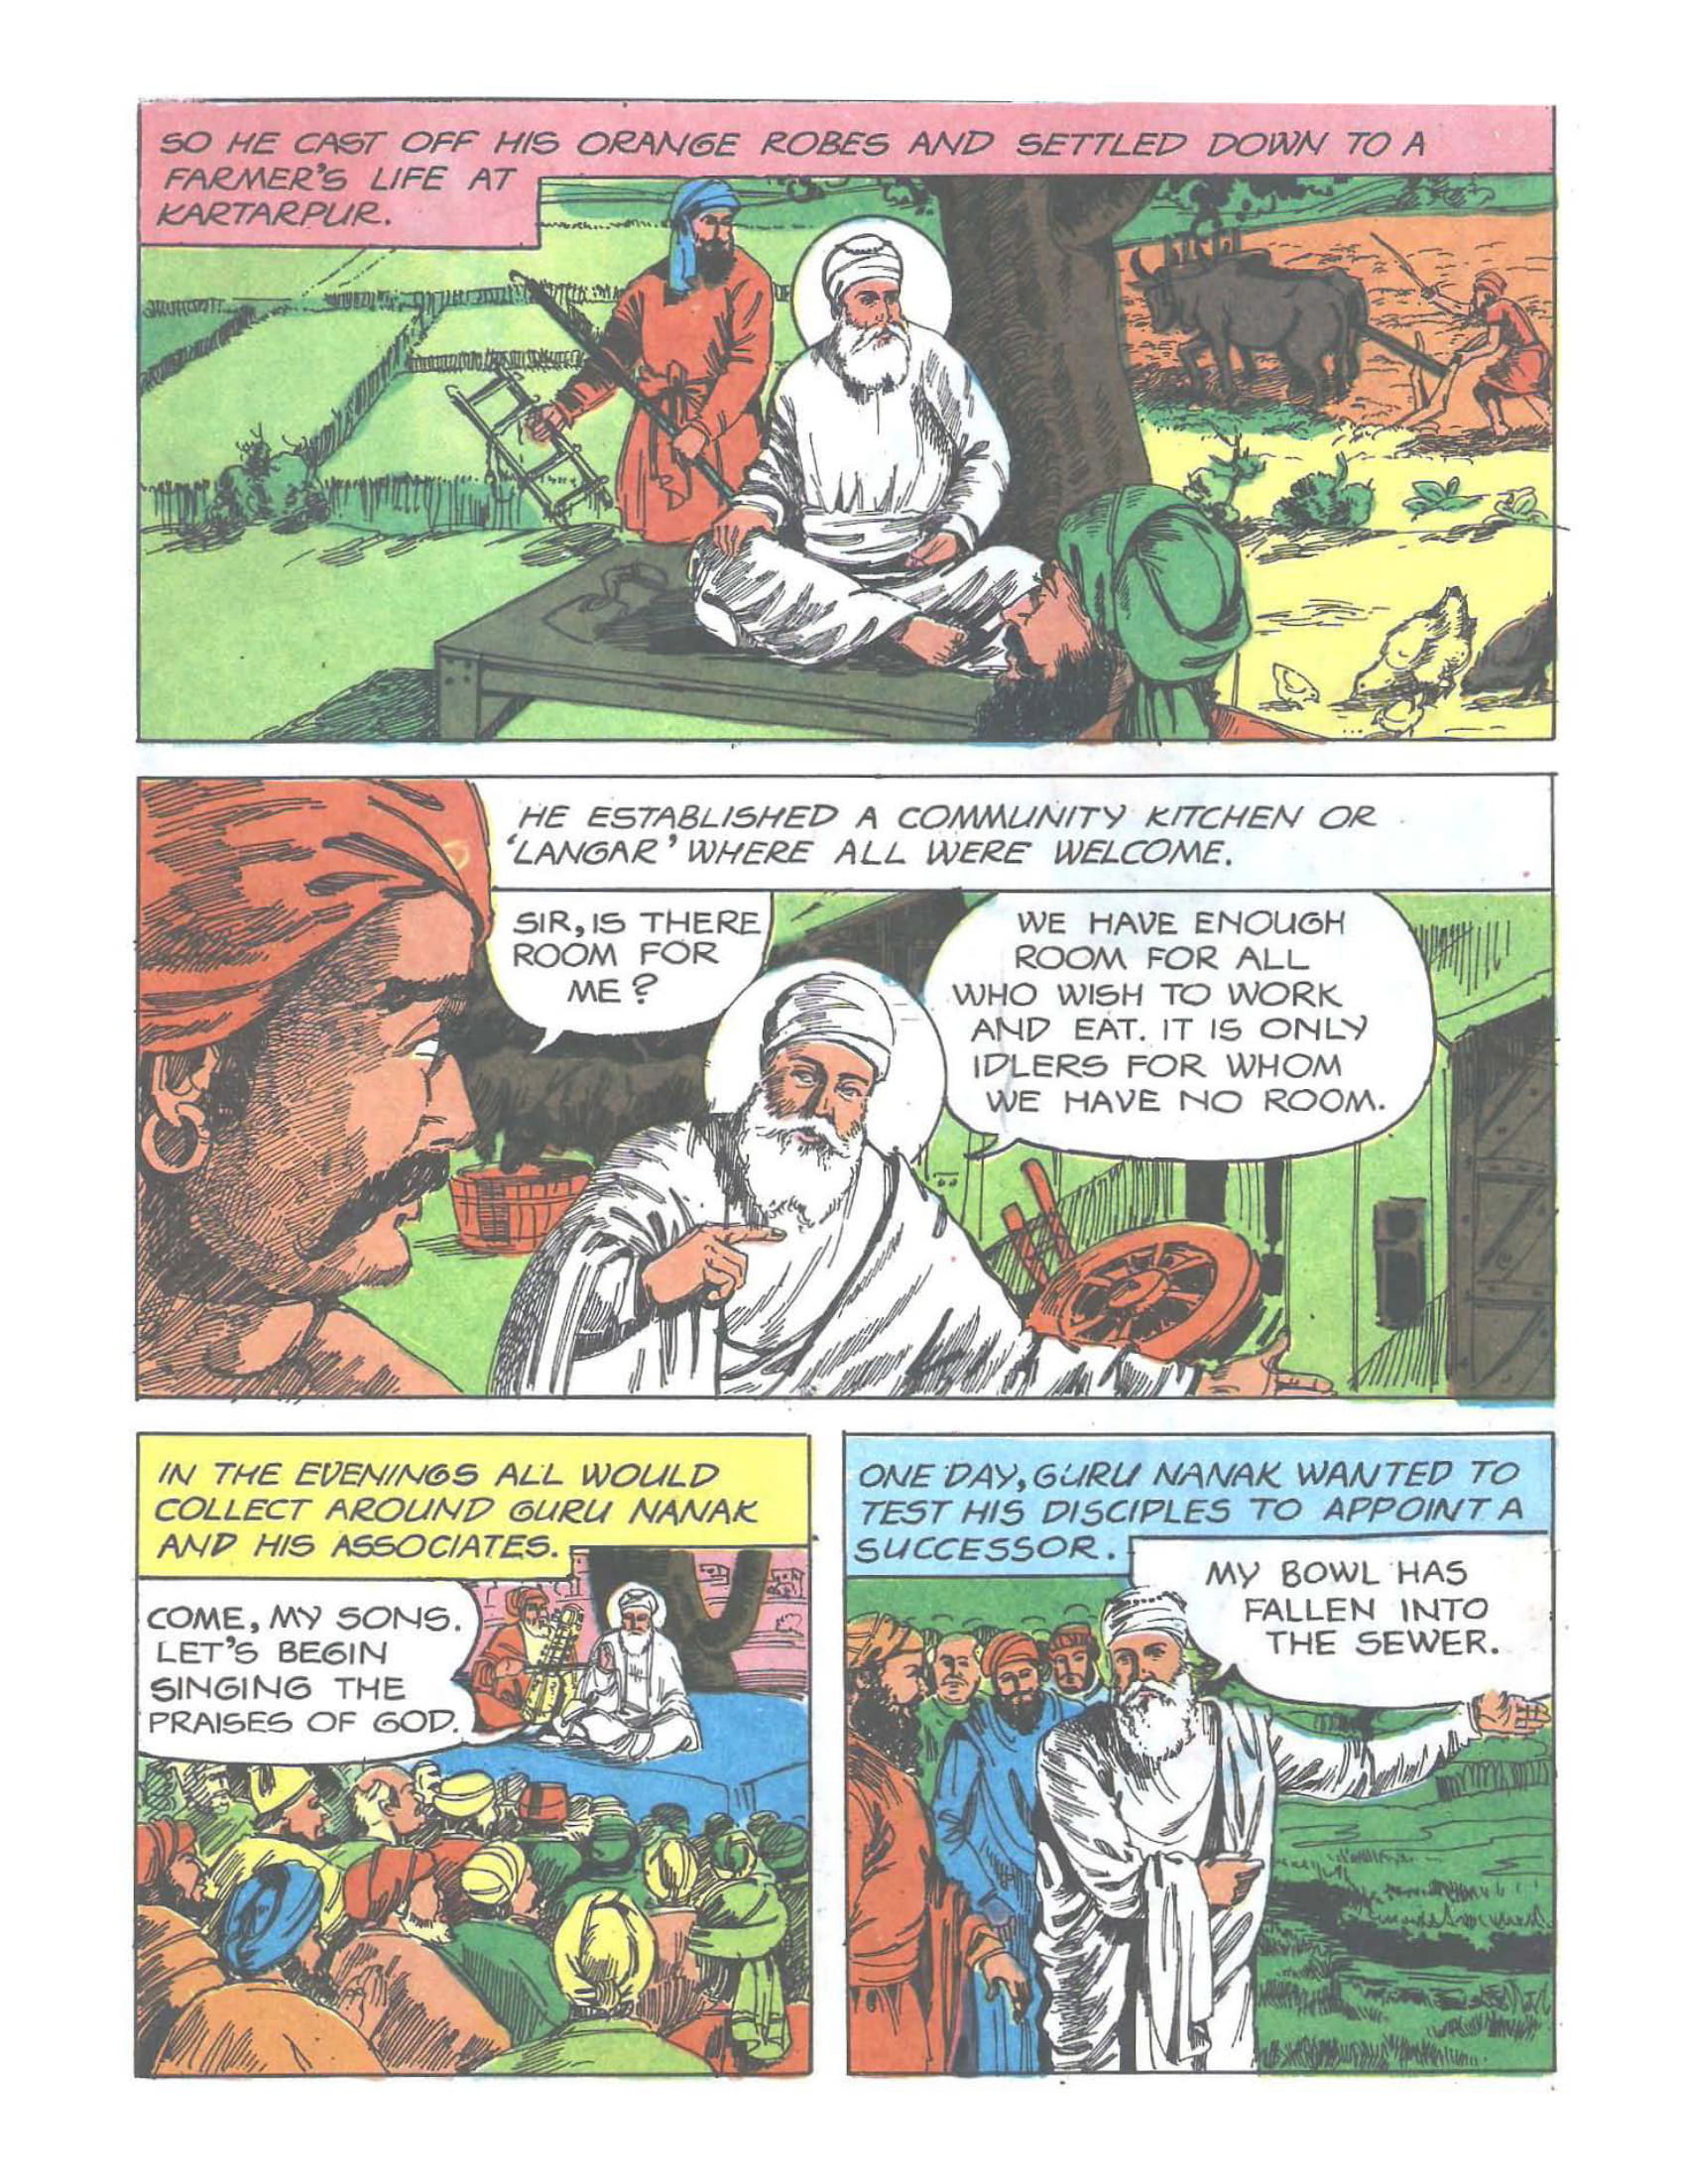 SO HE CAST OFF HIS ORANGE ROBES AND SETTLED DOWN TO A
FARMER'S LIFE AT
KARTARPUR.
HE ESTABLISHED A COMMUNITY KITCHEN OR
'LANGAR' WHERE ALL WERE WELCOME.
SIR, IS THERE
ROOM FOR
ME?
WE HAVE ENOUGH
ROOM FOR ALL
WHO WISH TO WORK
AND EAT. IT IS ONLY
IDLERS FOR WHOM
WE HAVE NO ROOM.
IN THE EVENINGS ALL WOULD
COLLECT AROUND GURU NANAK
AND HIS ASSOCIATES.
COME, MY SONS.
LET'S BEGIN
SINGING THE
PRAISES OF GOD.
ONE DAY, GURU NANAK WANTED TO
TEST HIS DISCIPLES TO APPOINT A
SUCCESSOR.
MY BOWL HAS
FALLEN INTO
THE SEWER.